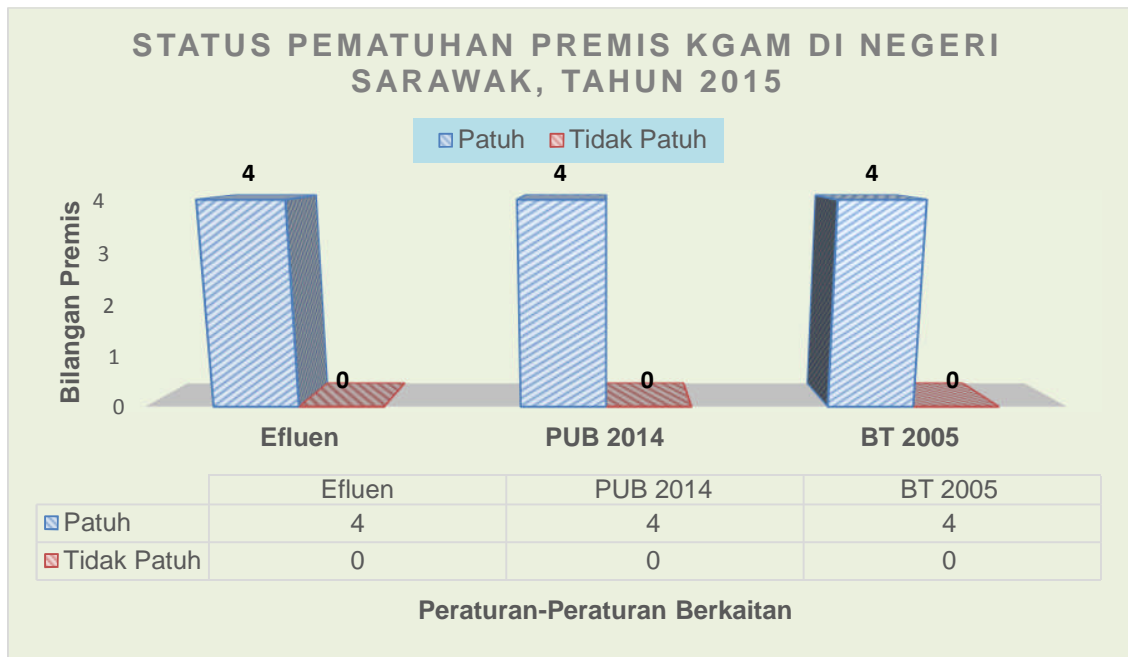 STATUS PEMATUHAN PREMIS KGAM DI NEGERI
SARAWAK, TAHUN 2015
Patuh Tidak Patuh
4 4 4
Bilangan Premis
4
3
2
1
0
0 0 0
Efluen PUB 2014 BT 2005
Efluen PUB 2014 BT 2005
Patuh 4 4 4
Tidak Patuh 0 0 0
Peraturan-Peraturan Berkaitan